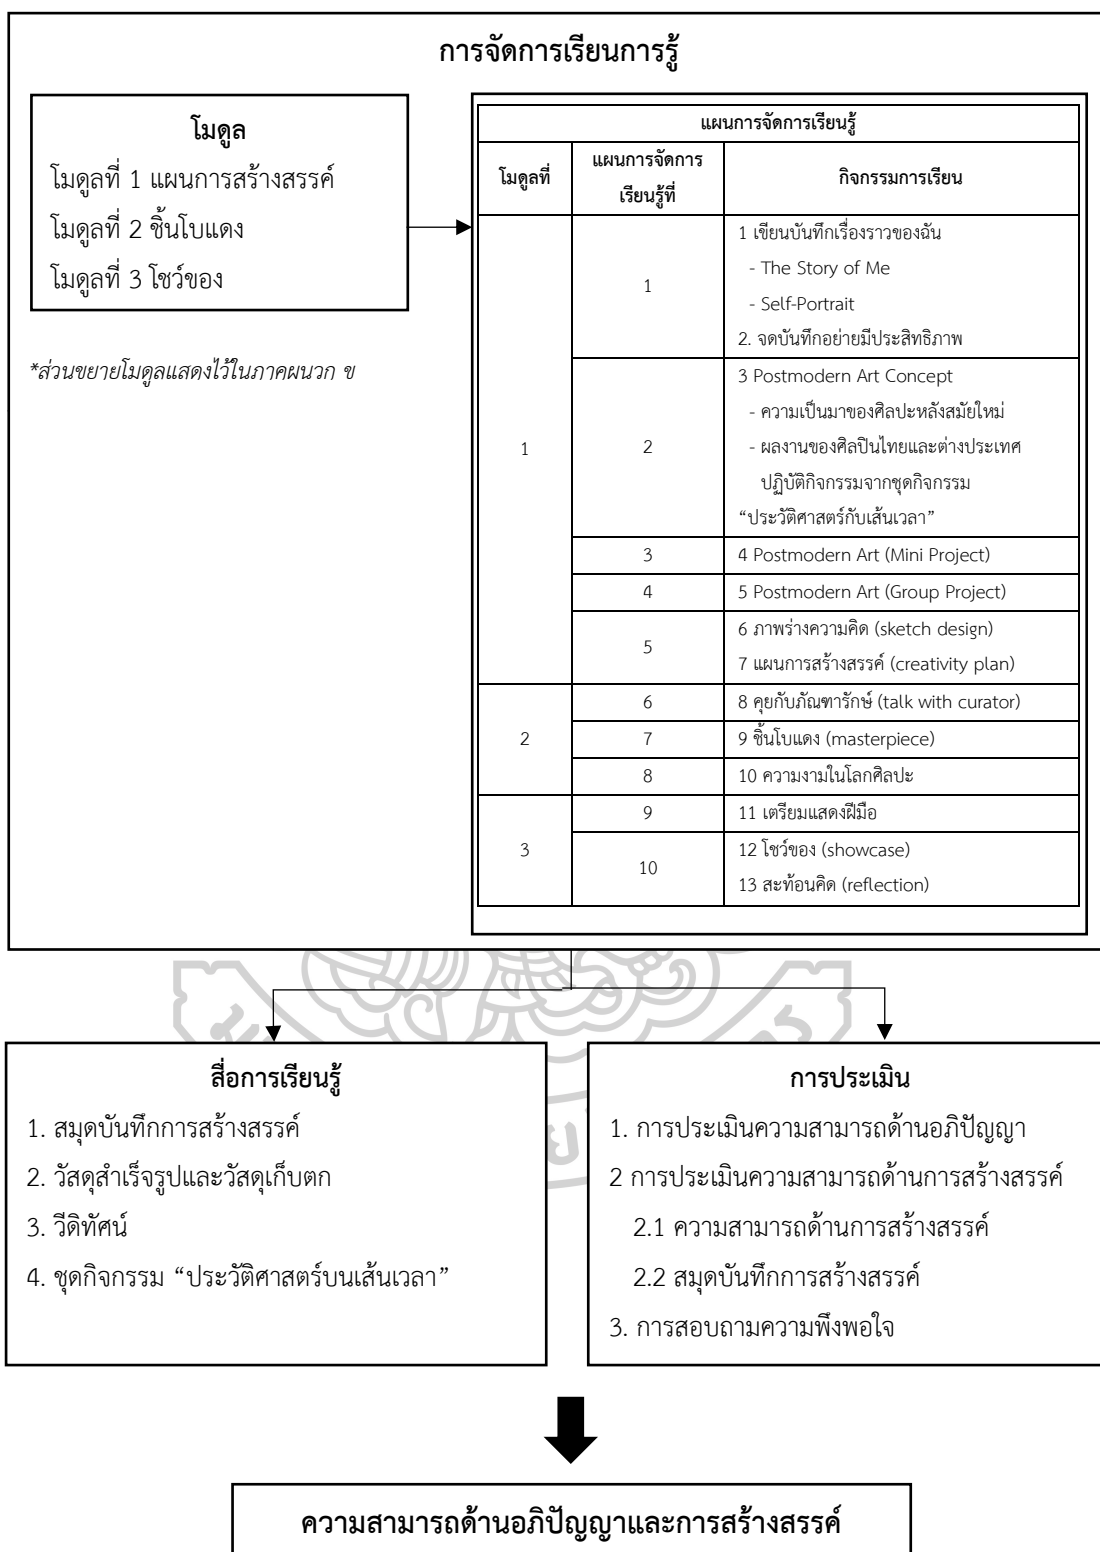 การจัดการเรียนการรู้
โมดูล
โมดูลที่ 1 แผนการสร้างสรรค์
โมดูลที่ 2 ชิ้นโบแดง
โมดูลที่ 3 โชว์ของ
*ส่วนขยายโมดูลแสดงไว้ในภาคผนวก ข
แผนการจัดการเรียนรู้
โมดูลที่
แผนการจัดการ
เรียนรู้ที่
กิจกรรมการเรียน
1
1
1 เขียนบันทึกเรื่องราวของฉัน
- The Story of Me
- Self-Portrait
2. จดบันทึกอย่ายมีประสิทธิภาพ
2
3 Postmodern Art Concept
- ความเป็นมาของศิลปะหลังสมัยใหม่
- ผลงานของศิลปินไทยและต่างประเทศ
ปฏิบัติกิจกรรมจากชุดกิจกรรม
“ประวัติศาสตร์กับเส้นเวลา”
3
4 Postmodern Art (Mini Project)
4
5 Postmodern Art (Group Project)
5
6 ภาพร่างความคิด (sketch design)
7 แผนการสร้างสรรค์ (creativity plan)
2
6
8 คุยกับภัณฑารักษ์ (talk with curator)
7
9 ชิ้นโบแดง (masterpiece)
8
10 ความงามในโลกศิลปะ
3
9
11 เตรียมแสดงฝีมือ
10
12 โชว์ของ (showcase)
13 สะท้อนคิด (reflection)
สื่อการเรียนรู้
1. สมุดบันทึกการสร้างสรรค์
2. วัสดุสำเร็จรูปและวัสดุเก็บตก
3. วีดิทัศน์
4. ชุดกิจกรรม “ประวัติศาสตร์บนเส้นเวลา”
การประเมิน
1. การประเมินความสามารถด้านอภิปัญญา
2 การประเมินความสามารถด้านการสร้างสรรค์
2.1 ความสามารถด้านการสร้างสรรค์
2.2 สมุดบันทึกการสร้างสรรค์
3. การสอบถามความพึงพอใจ
ความสามารถด้านอภิปัญญาและการสร้างสรรค์